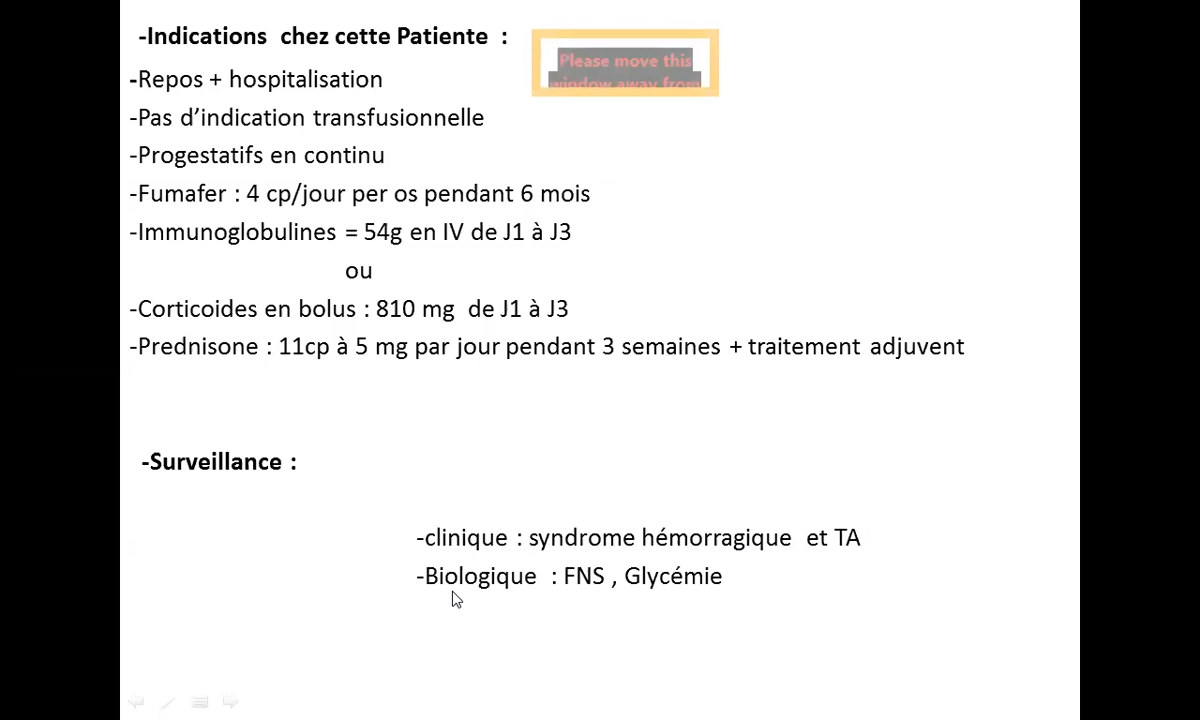 -Indications chez cette Patiente :
Please move this
window away from
-Repos + hospitalisation
-Pas d’indication transfusionnelle
-Progestatifs en continu
-Fumafer : 4 cp/jour per os pendant 6 mois
-Immunoglobulines = 54g en IV de J1 à J3
ou
-Corticoides en bolus : 810 mg de J1 à J3
-Prednisone : 11cp à 5 mg par jour pendant 3 semaines + traitement adjuvent
-Surveillance :
-clinique : syndrome hémorragique et TA
-Biologique : FNS , Glycémie